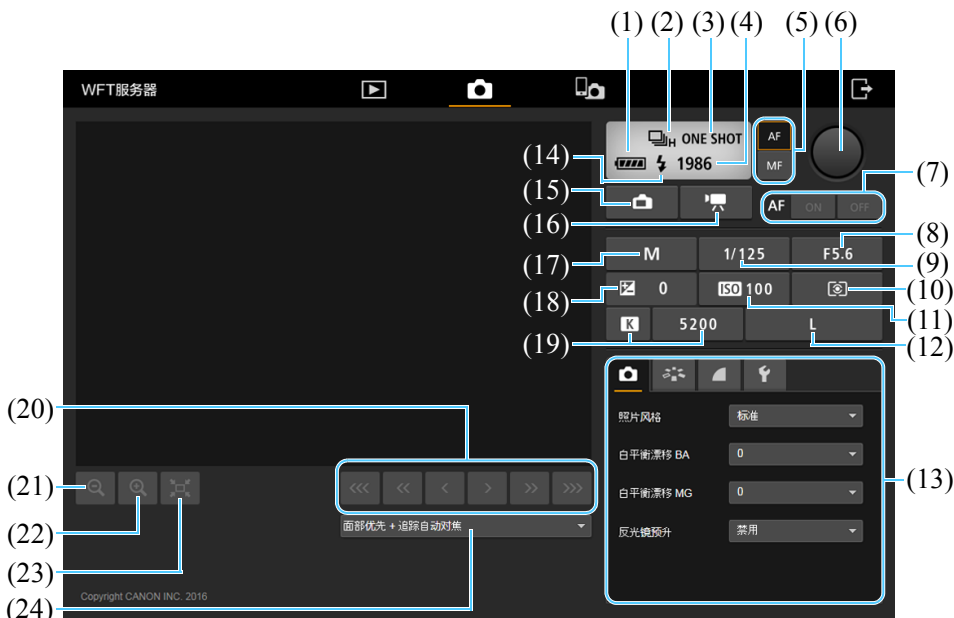 (1) (2) (3) (4) (5) (6)
WFT服务器
H ONE SHOT
AF
(14)
1986
MF
(7)
(15)
AF ON OFF
(16)
(8)
(17)
M 1/125 F5.6
(9)
(18)
0 ISO 100
(10)
(11)
K 5200 L
(19)
(12)
(20)
照片风格 标准
白平衡漂移 BA 0
(21)
白平衡漂移 MG 0
(13)
(22)
面部优先 + 追踪自动对焦
反光镜预升 禁用
(23)
Copyright CANON INC. 2016
(24)